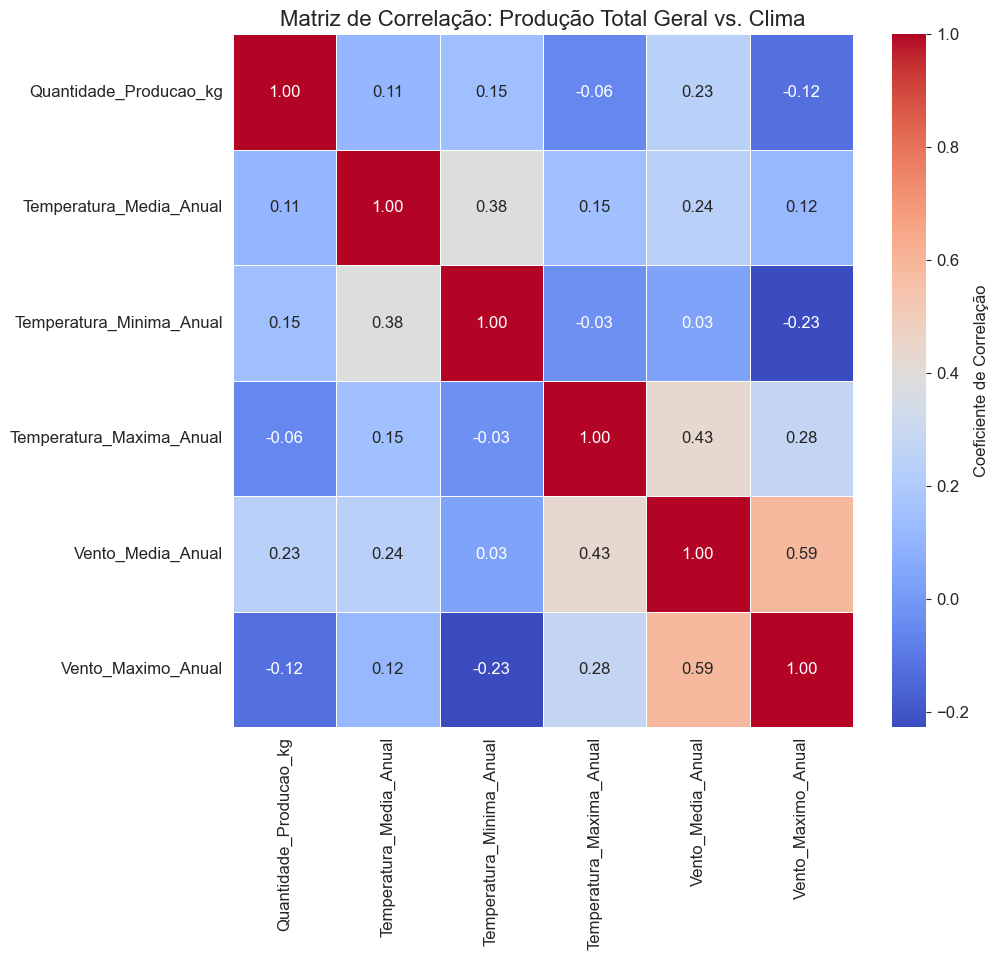 Matriz de Correlação: Produção Total Geral vs. Clima
Quantidade_Producao_kg 1.00 0.11 0.15 -0.06 0.23 -0.12
Temperatura_Media_Anual 0.11 1.00 0.38 0.15 0.24 0.12
Temperatura_Minima_Anual 0.15 0.38 1.00 -0.03 0.03 -0.23
Temperatura_Maxima_Anual -0.06 0.15 -0.03 1.00 0.43 0.28
Vento_Media_Anual 0.23 0.24 0.03 0.43 1.00 0.59
Vento_Maximo_Anual -0.12 0.12 -0.23 0.28 0.59 1.00
Quantidade_Producao_kg
Temperatura_Media_Anual
Temperatura_Minima_Anual
Temperatura_Maxima_Anual
Vento_Media_Anual
Vento_Maximo_Anual
1.0
0.8
0.6
0.4
0.2
0.0
−0.2
Coeficiente de Correlação